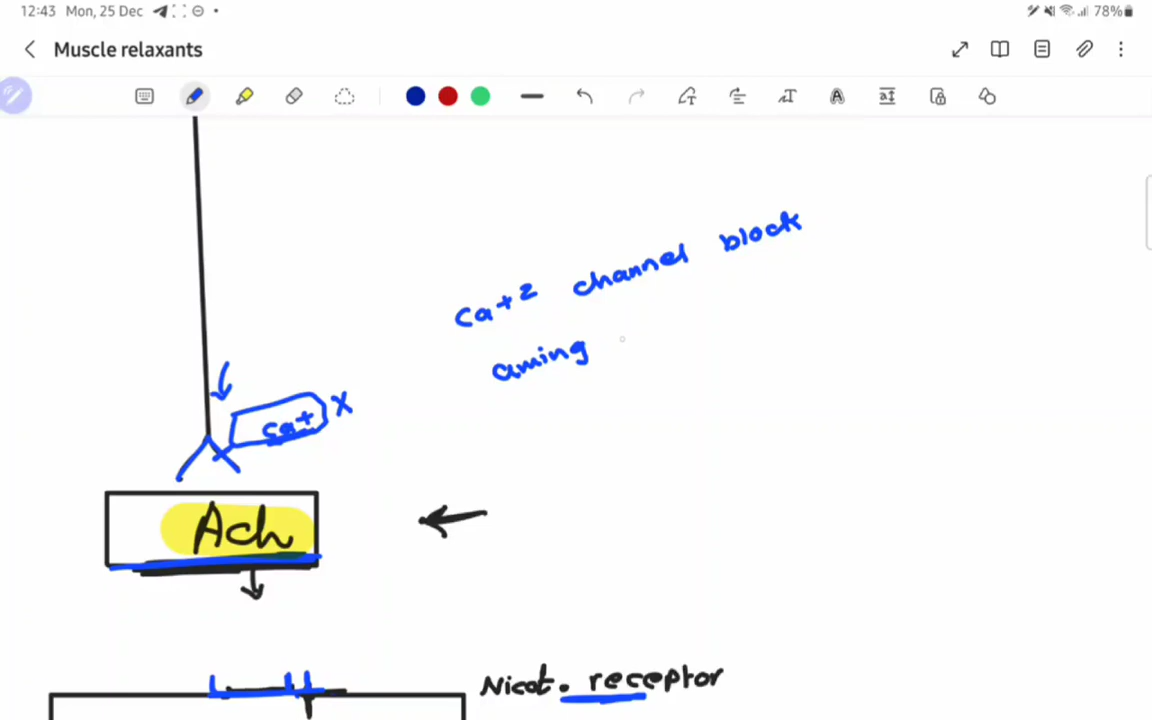 12:43 Mon, 25 Dec
78%
Muscle relaxants
Ca+2 channel block
aming
ca+ X
Ach
Nicot. receptor